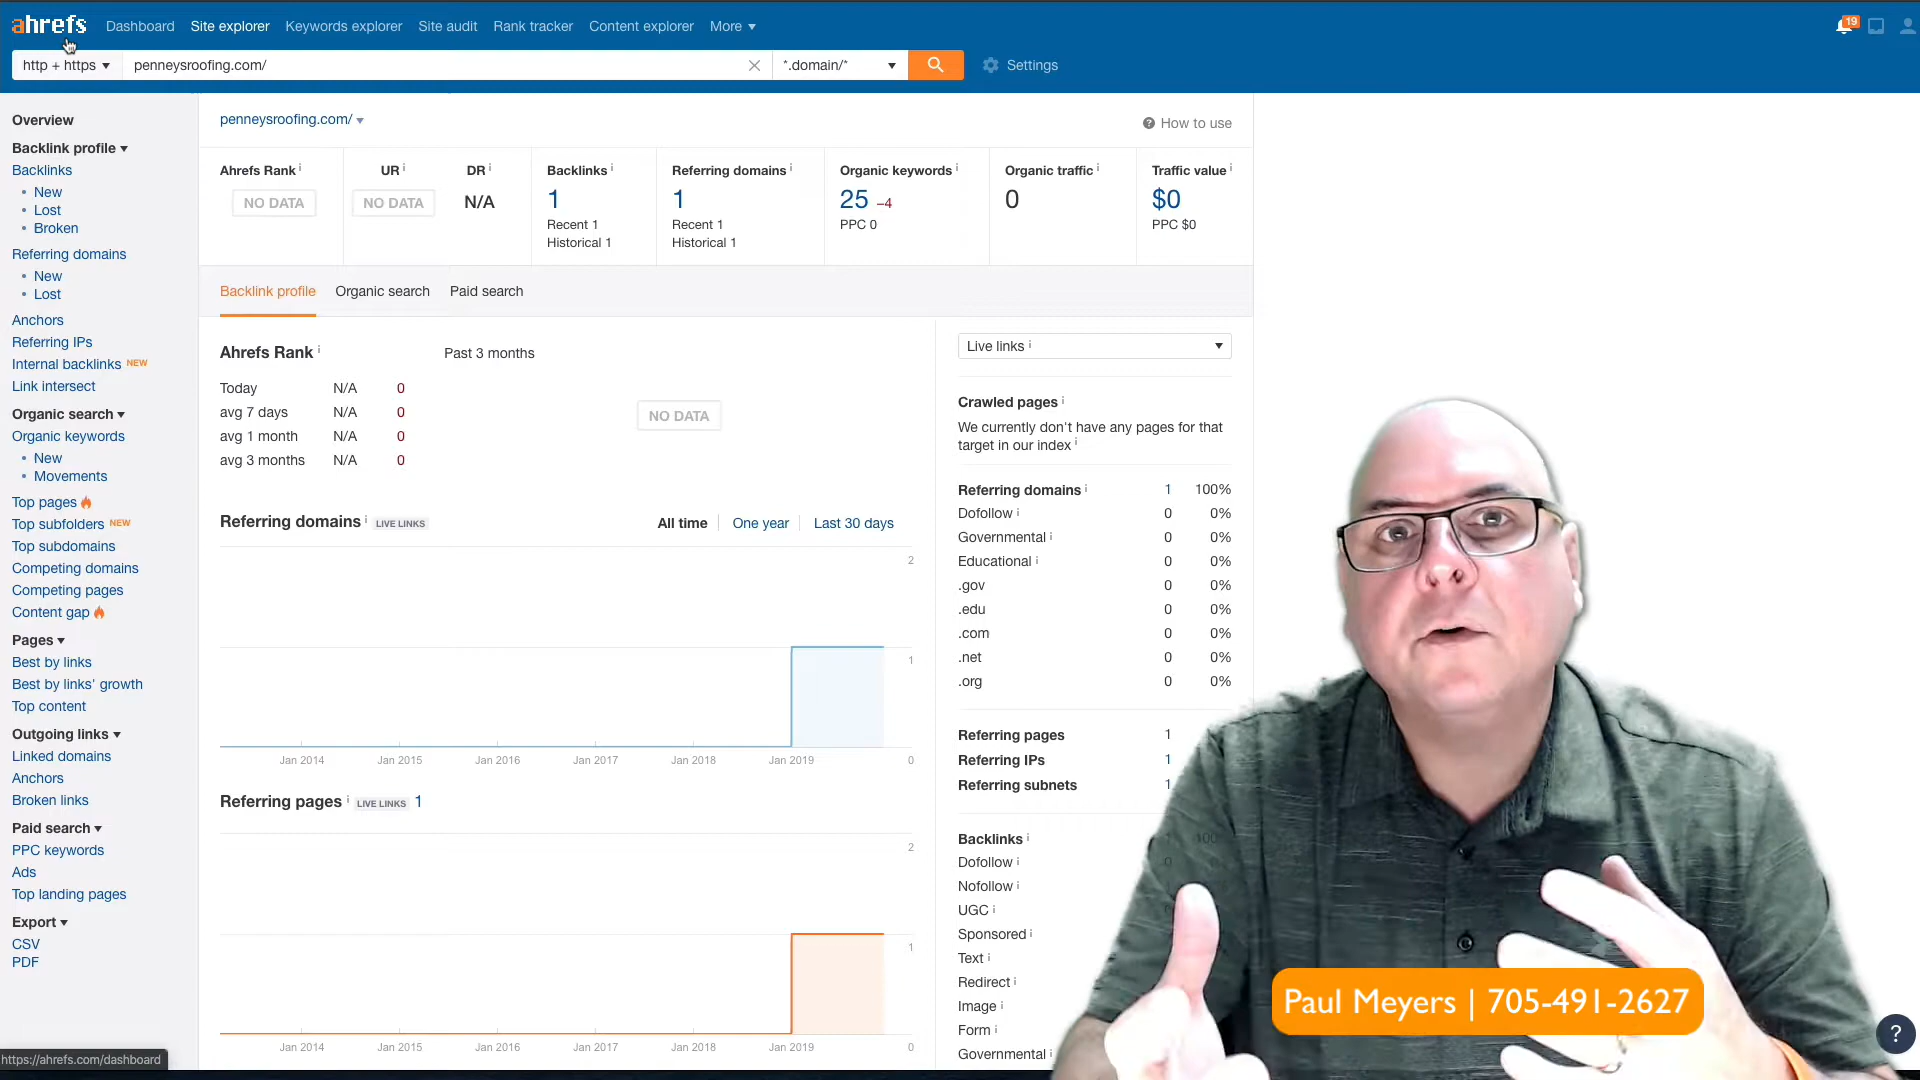 ahrefs Dashboard Site explorer Keywords explorer Site audit Rank tracker Content explorer More 19
http + https penneysroofing.com/ *.domain/* Settings
Overview
Backlink profile
Backlinks
New
Lost
Broken
Referring domains
New
Lost
Anchors
Referring IPs
Internal backlinks NEW
Link intersect
Organic search
Organic keywords
New
Movements
Top pages
Top subfolders NEW
Top subdomains
Competing domains
Competing pages
Content gap
Pages
Best by links
Best by links' growth
Top content
Outgoing links
Linked domains
Anchors
Broken links
Paid search
PPC keywords
Ads
Top landing pages
Export
CSV
PDF
https://ahrefs.com/dashboard
penneysroofing.com/ How to use
Ahrefs Rank UR DR Backlinks Referring domains Organic keywords Organic traffic Traffic value
NO DATA NO DATA N/A 1 1 25 –4 0 $0
Recent 1 Recent 1 PPC 0 PPC $0
Historical 1 Historical 1
Backlink profile Organic search Paid search
Ahrefs Rank Past 3 months
Today N/A 0
avg 7 days N/A 0
avg 1 month N/A 0
avg 3 months N/A 0
NO DATA
Referring domains LIVE LINKS All time One year Last 30 days
2
1
0
Jan 2014 Jan 2015 Jan 2016 Jan 2017 Jan 2018 Jan 2019
Referring pages LIVE LINKS 1
2
1
0
Jan 2014 Jan 2015 Jan 2016 Jan 2017 Jan 2018 Jan 2019
Live links
Crawled pages
We currently don't have any pages for that
target in our index
Referring domains 1 100%
Dofollow 0 0%
Governmental 0 0%
Educational 0 0%
.gov 0 0%
.edu 0 0%
.com 0 0%
.net 0 0%
.org 0 0%
Referring pages 1
Referring IPs 1
Referring subnets 1
Backlinks 1 100
Dofollow 0
Nofollow
UGC
Sponsored
Text
Redirect
Image
Form
Governmental
Paul Meyers | 705-491-2627
?